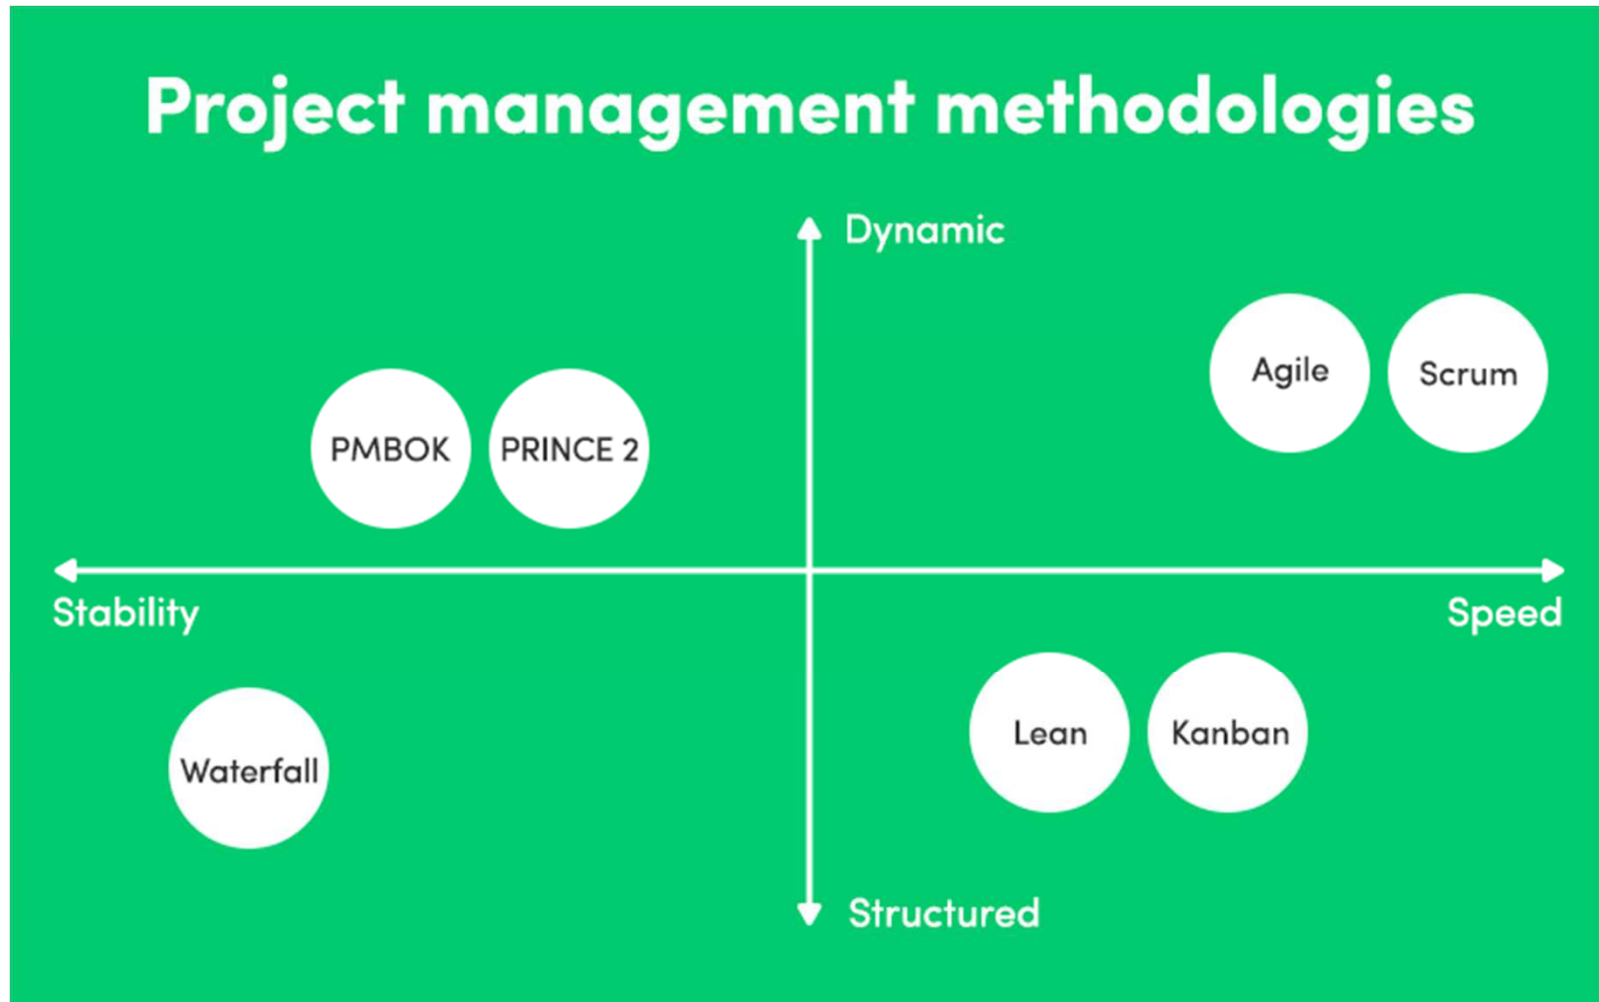 Project management methodologies
Dynamic
Agile
Scrum
PMBOK
PRINCE 2
Stability
Speed
Lean
Kanban
Waterfall
Structured